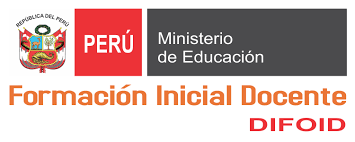 REPÚBLICA DEL PERÚ
PERÚ
Ministerio
de Educación
Formación Inicial Docente
DIFOID